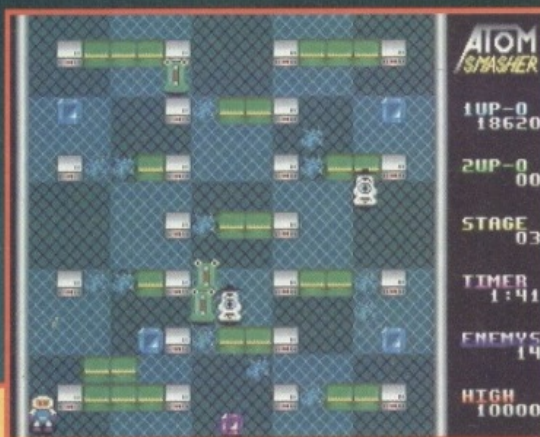 ATOM
SMASHER
1UP-0
18620
2UP-0
00
STAGE
03
TIMER
1:41
ENEMYS
14
HIGH
10000